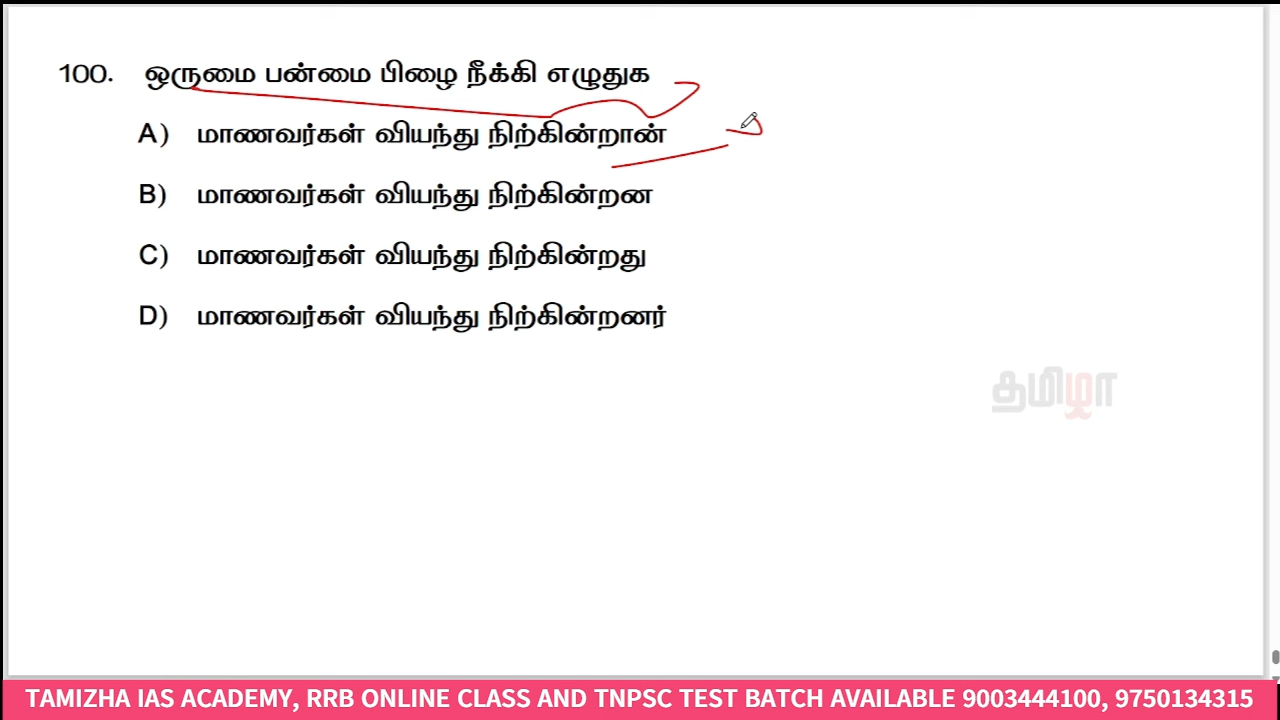 100. ஒருமை பன்மை பிழை நீக்கி எழுதுக
A) மாணவர்கள் வியந்து நிற்கின்றான்
B) மாணவர்கள் வியந்து நிற்கின்றன
C) மாணவர்கள் வியந்து நிற்கின்றது
D) மாணவர்கள் வியந்து நிற்கின்றனர்
தமிழா
TAMIZHA IAS ACADEMY, RRB ONLINE CLASS AND TNPSC TEST BATCH AVAILABLE 9003444100, 9750134315